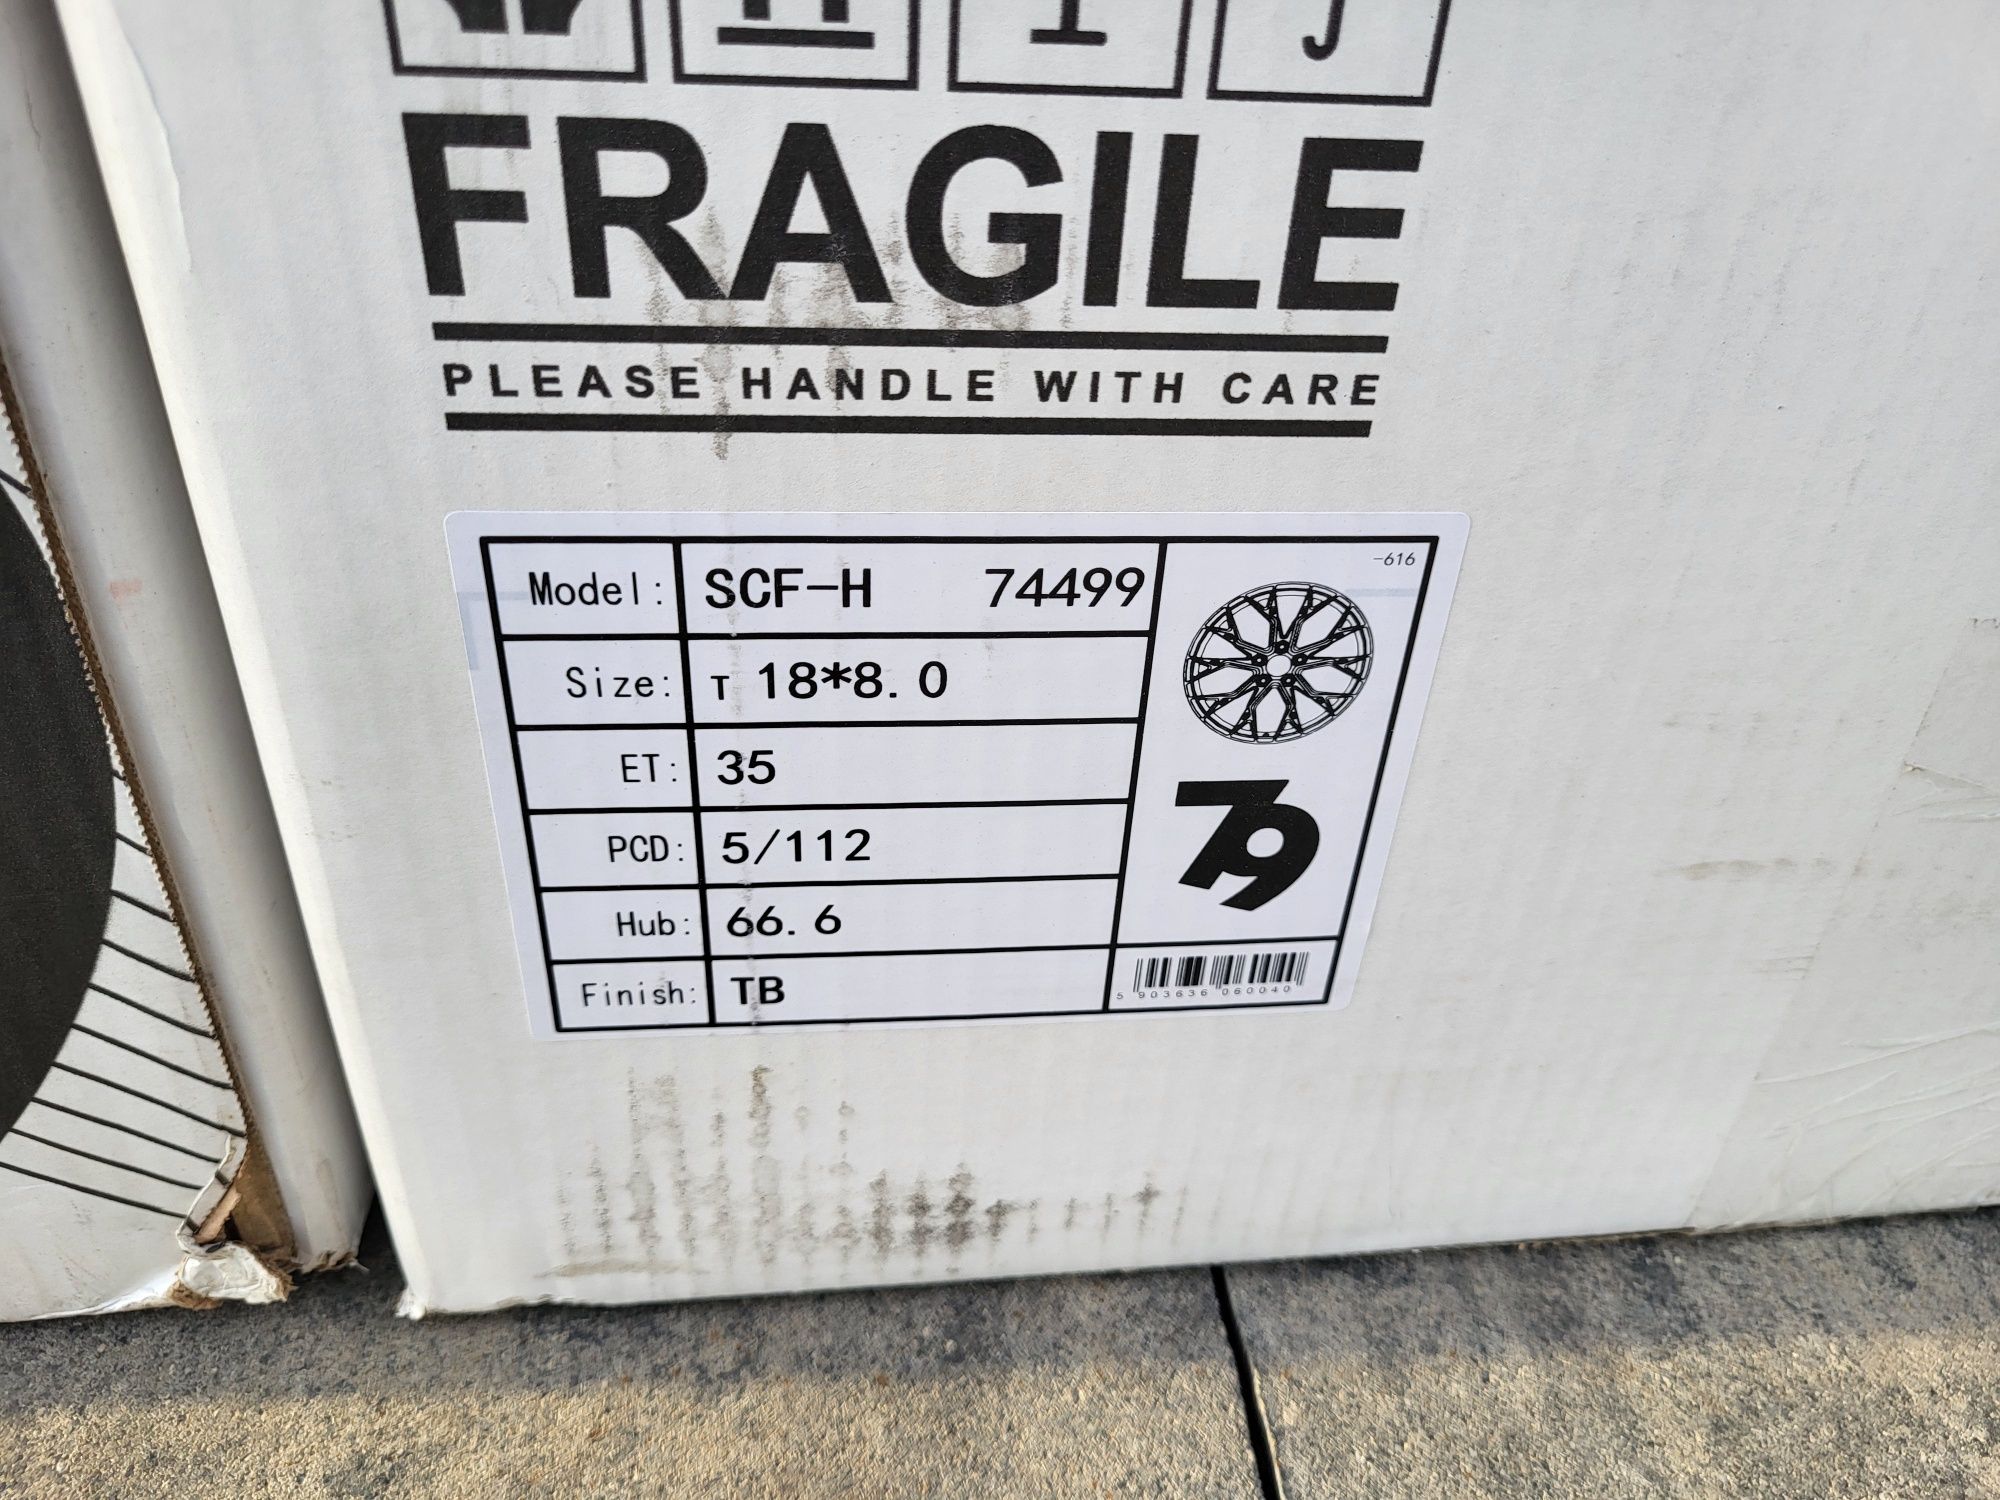 FRAGILE
PLEASE HANDLE WITH CARE
-616
Model: SCF-H 74499
Size: T 18*8.0
ET: 35
PCD: 5/112
79
Hub: 66.6
Finish: TB
5 903636 060040